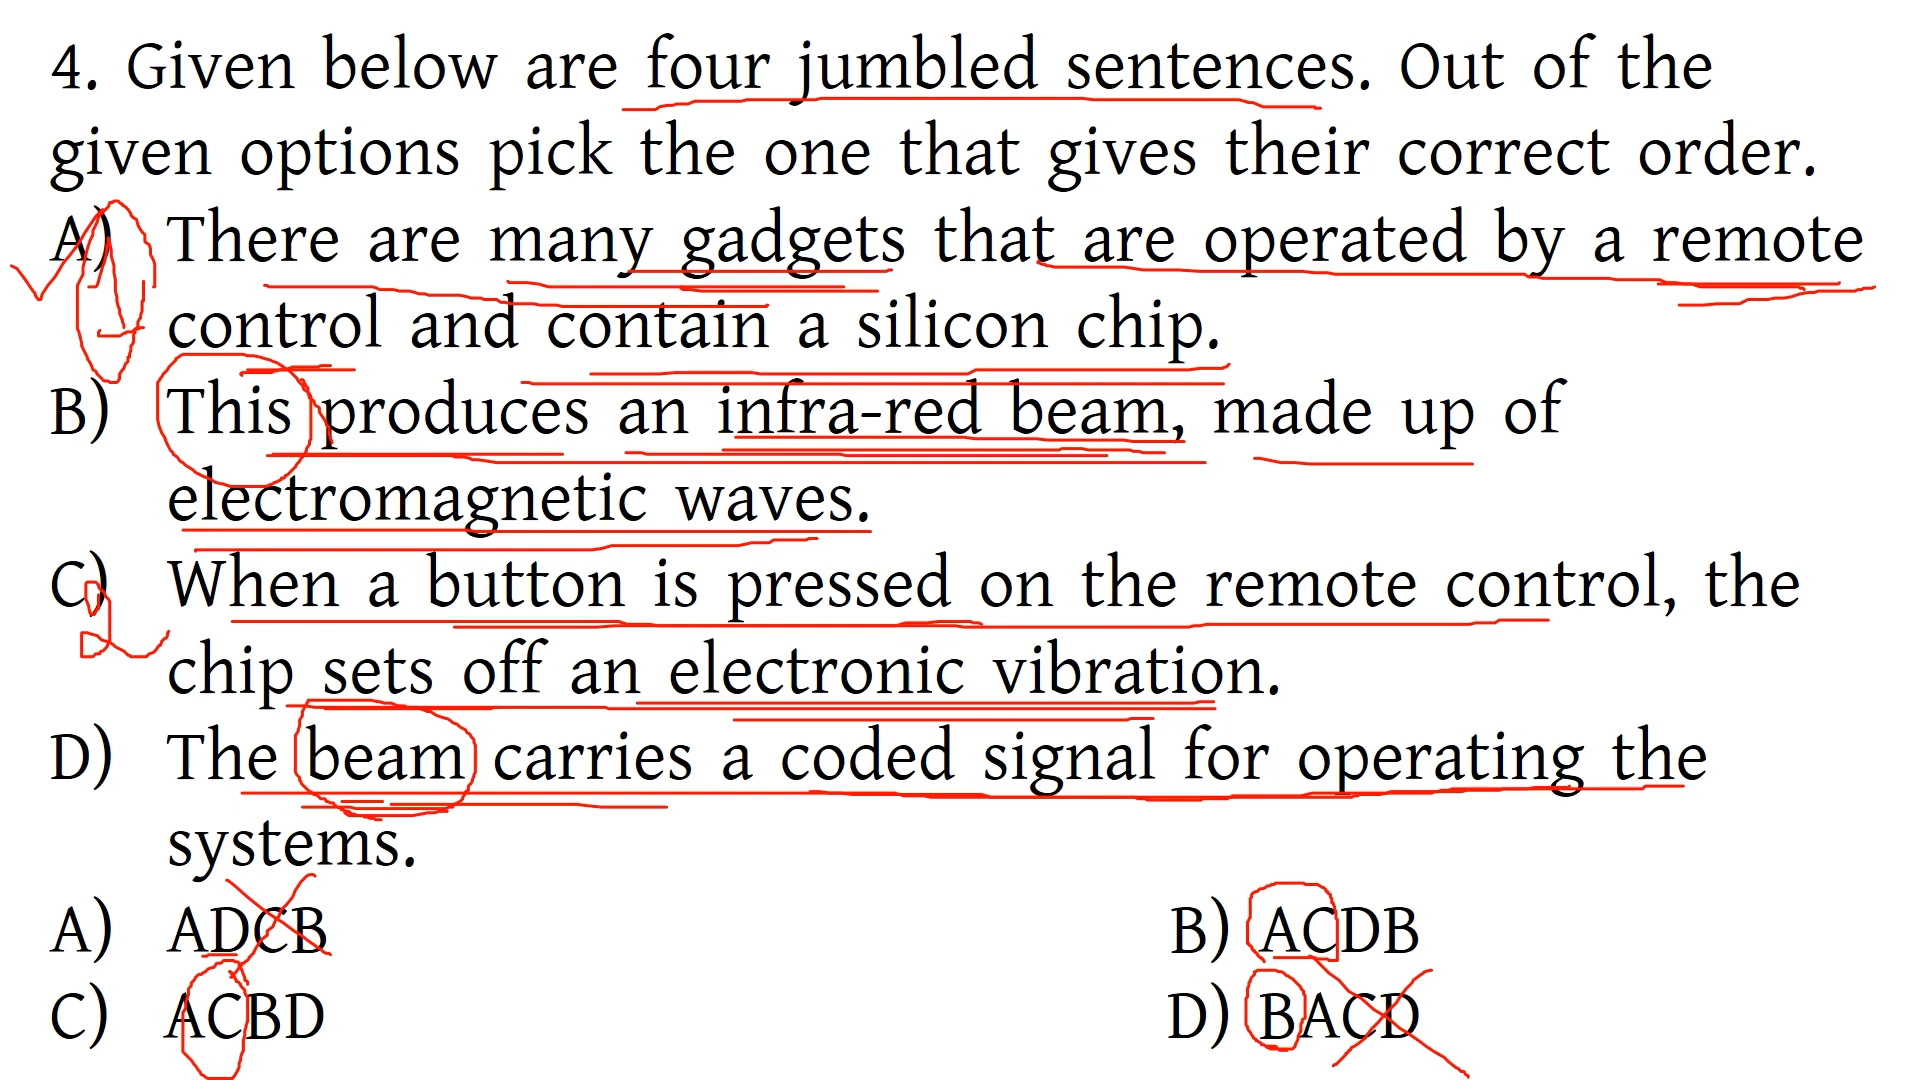 4. Given below are four jumbled sentences. Out of the
given options pick the one that gives their correct order.
A) There are many gadgets that are operated by a remote
control and contain a silicon chip.
B) This produces an infra-red beam, made up of
electromagnetic waves.
C) When a button is pressed on the remote control, the
chip sets off an electronic vibration.
D) The beam carries a coded signal for operating the
systems.
A) ADCB B) ACDB
C) ACBD D) BACD
1
2